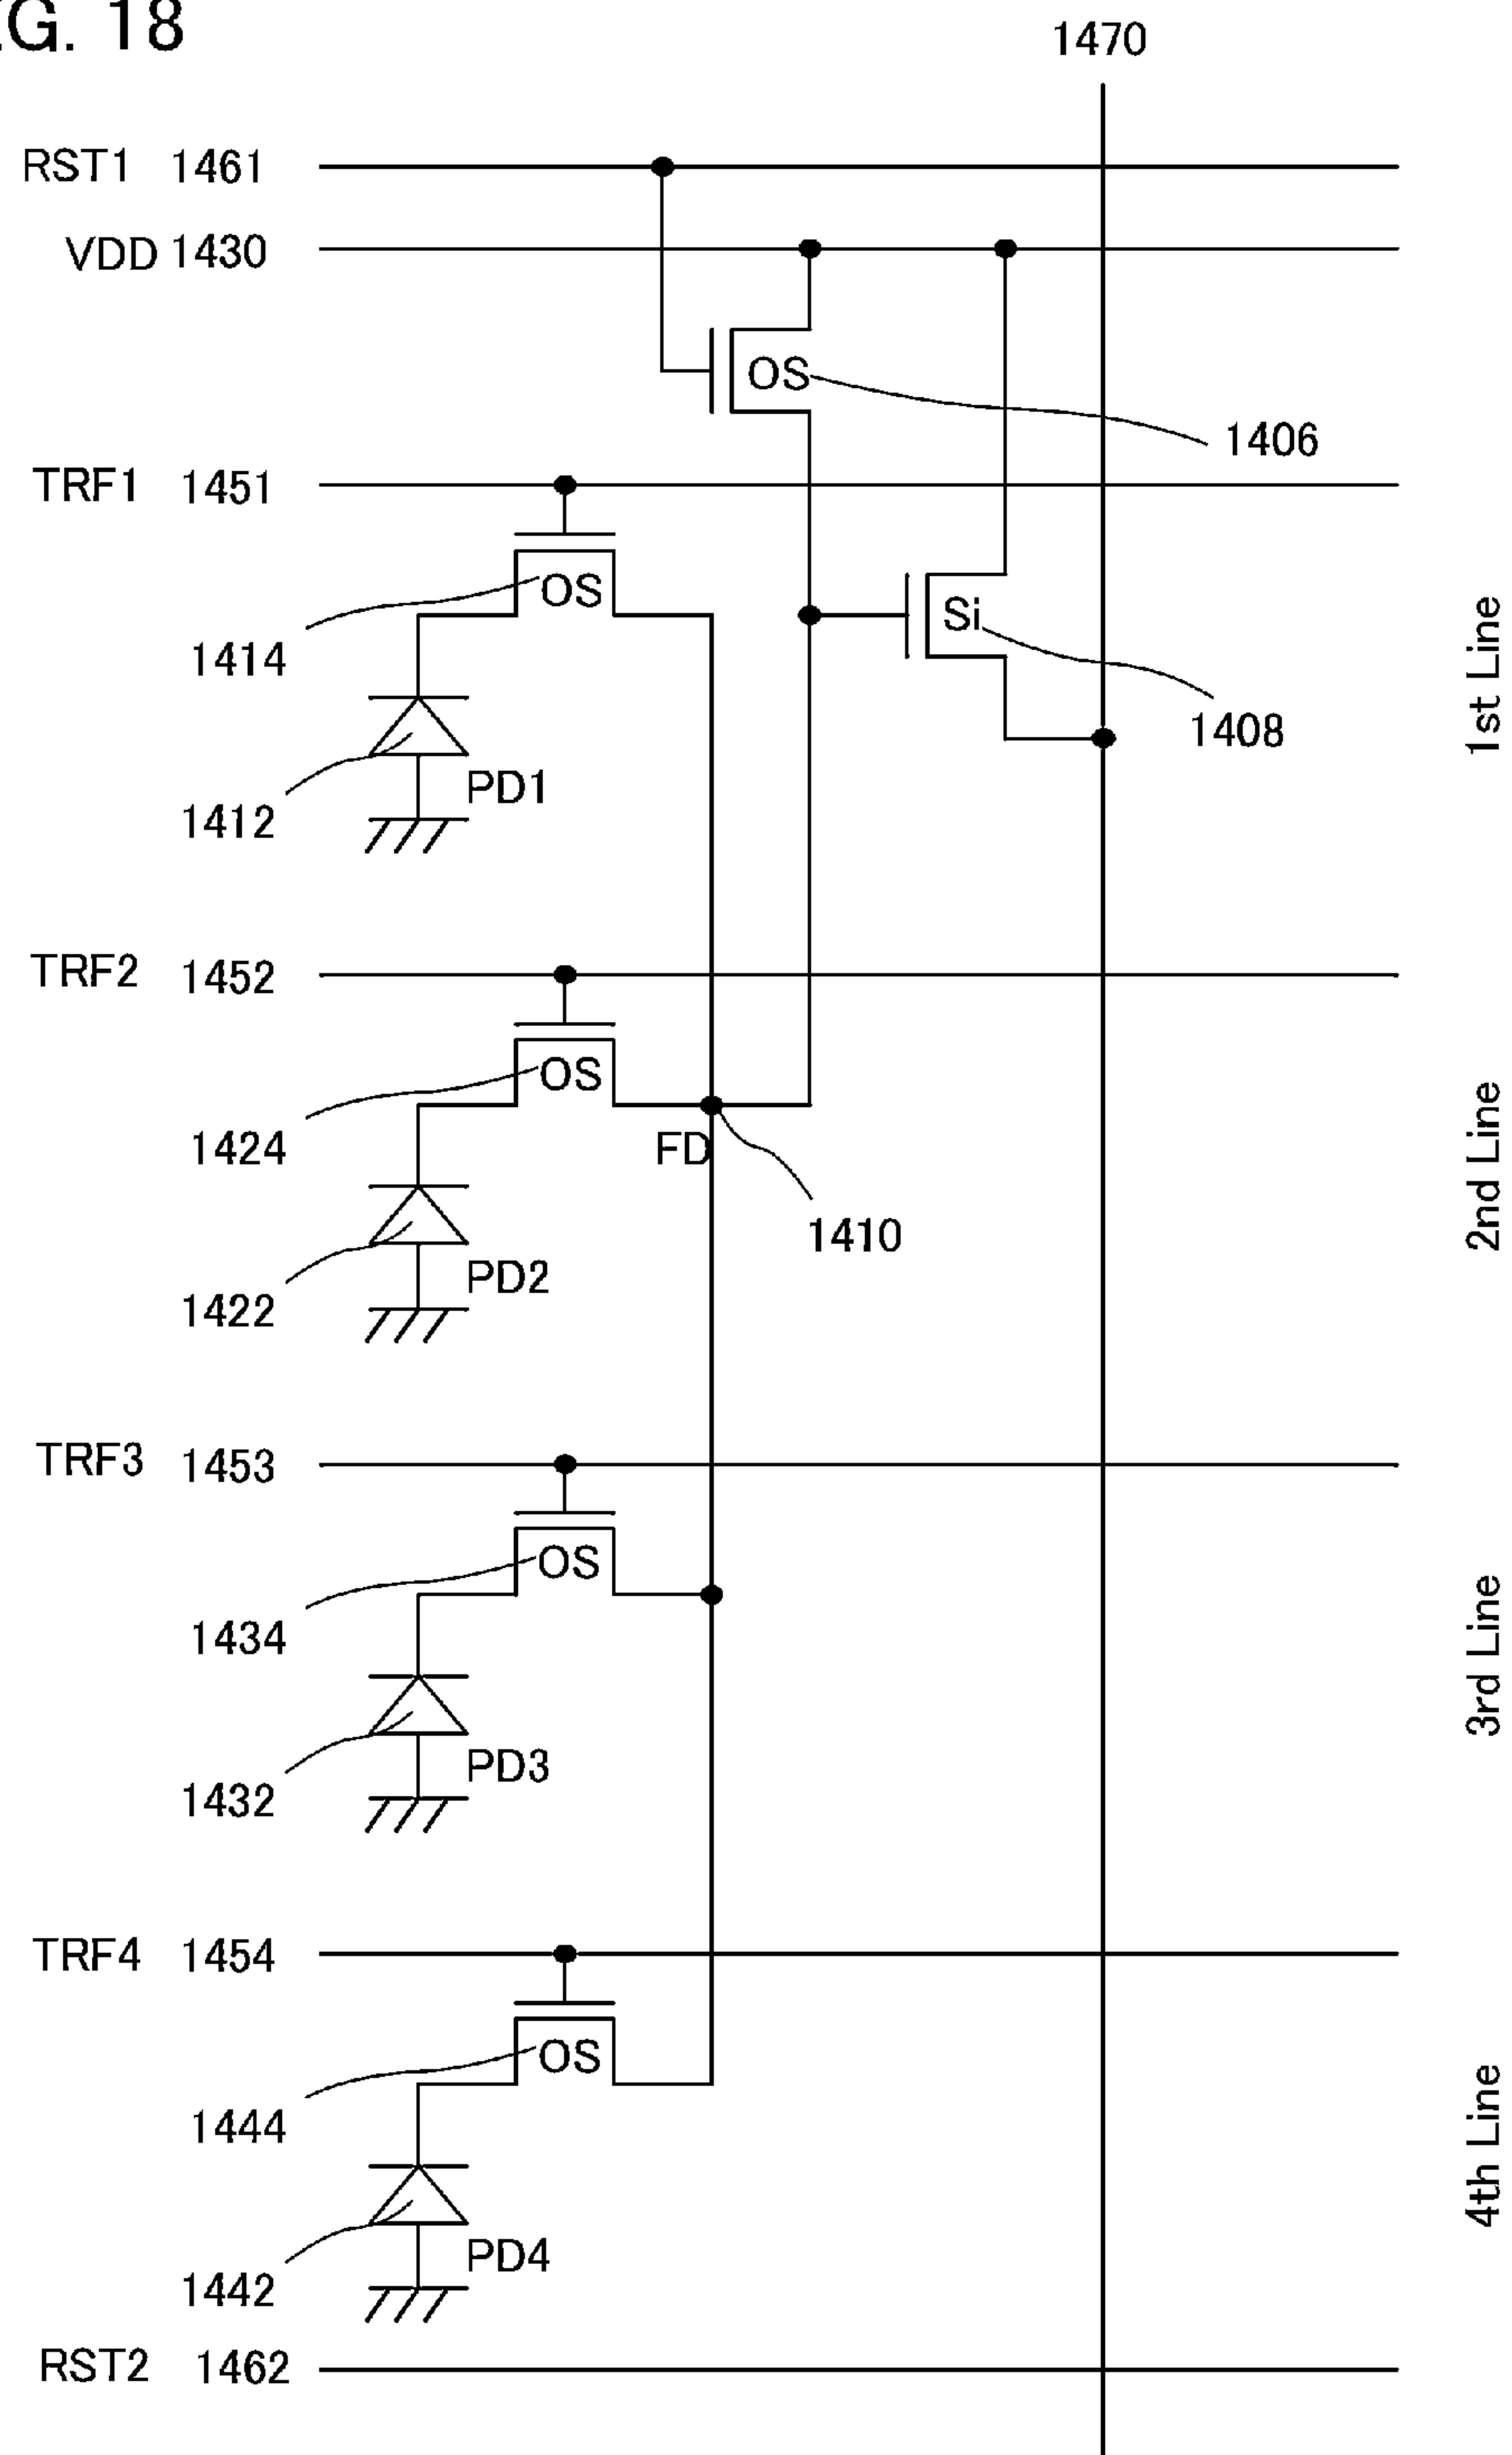 G. 18
1470
RST1 1461
VDD 1430
OS
1406
TRF1 1451
OS
Si
1414
1408
1st Line
PD1
1412
TRF2 1452
OS
1424
FD
1410
2nd Line
PD2
1422
TRF3 1453
OS
1434
3rd Line
PD3
1432
TRF4 1454
OS
1444
4th Line
PD4
1442
RST2 1462